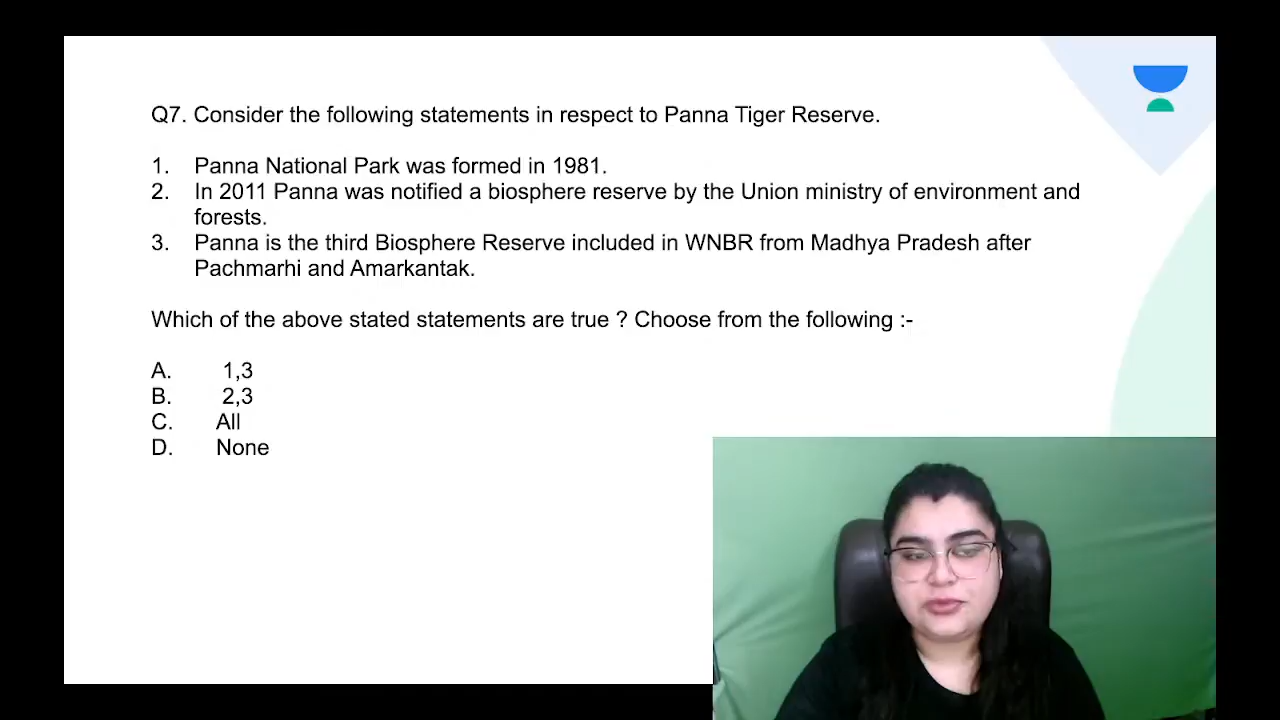 Q7. Consider the following statements in respect to Panna Tiger Reserve.
1. Panna National Park was formed in 1981.
2. In 2011 Panna was notified a biosphere reserve by the Union ministry of environment and
forests.
3. Panna is the third Biosphere Reserve included in WNBR from Madhya Pradesh after
Pachmarhi and Amarkantak.
Which of the above stated statements are true ? Choose from the following :-
A. 1,3
B. 2,3
C. All
D. None